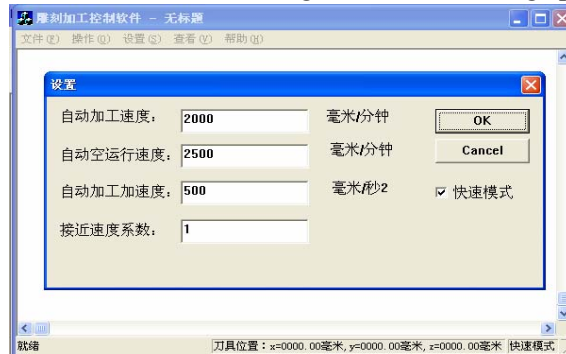 雕刻加工控制软件 - 无标题
文件(F) 操作(O) 设置(S) 查看(V) 帮助(H)
设置
自动加工速度： 2000 毫米/分钟 OK
自动空运行速度： 2500 毫米/分钟 Cancel
自动加工加速度： 500 毫米/秒2 快速模式
接近速度系数： 1
就绪 刀具位置：x=0000.00毫米,y=0000.00毫米,z=0000.00毫米 快速模式